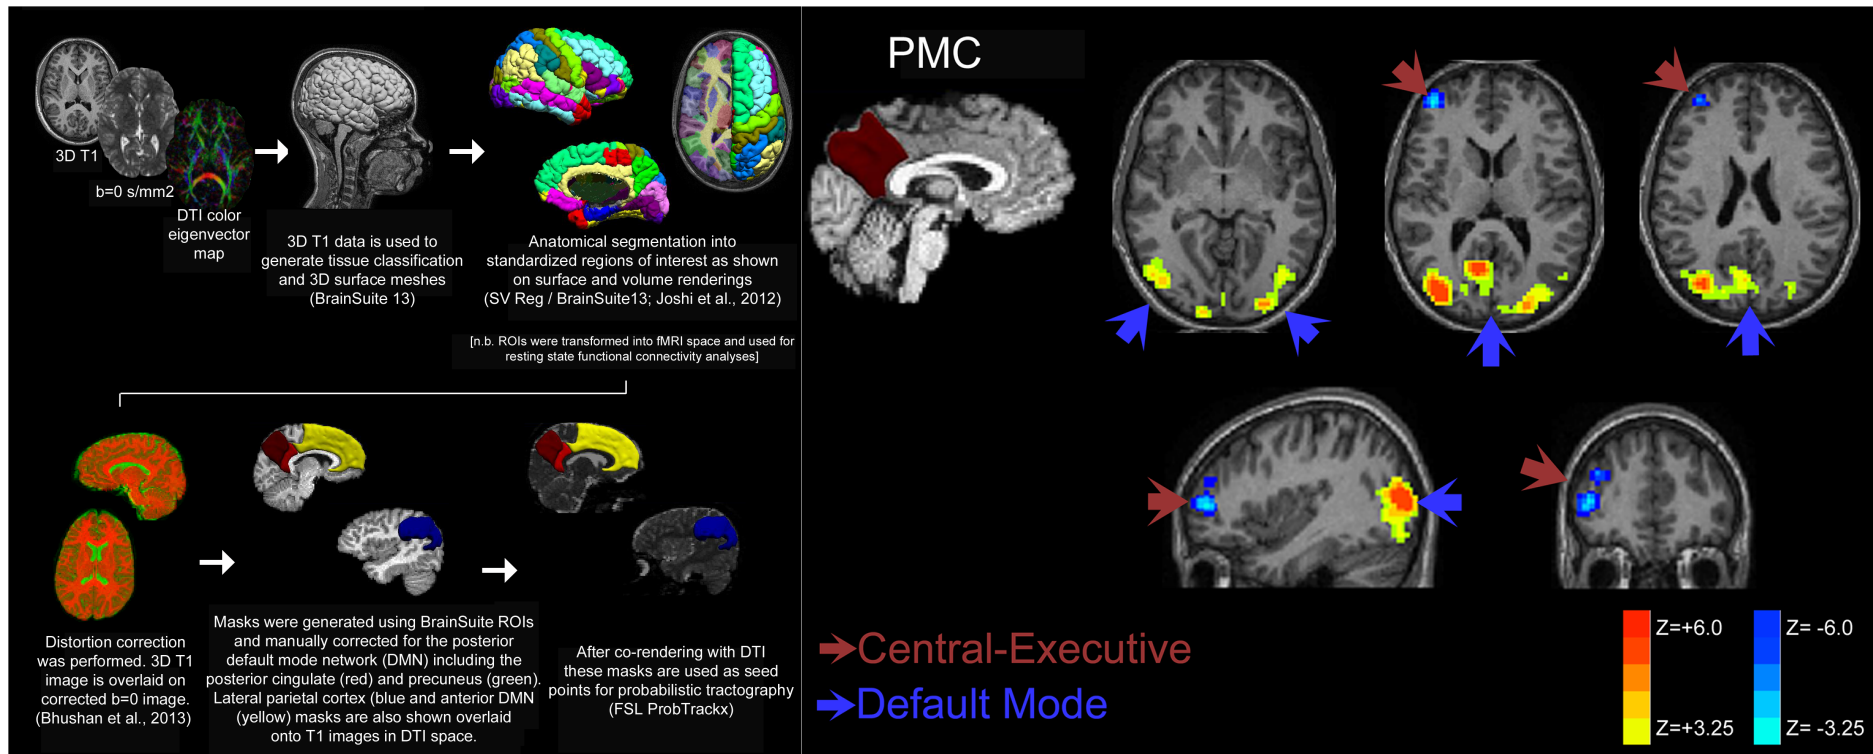 3D T1
b=0 s/mm2
DTI color
eigenvector
map
3D T1 data is used to
generate tissue classification
and 3D surface meshes
(BrainSuite 13)
Anatomical segmentation into
standardized regions of interest as shown
on surface and volume renderings
(SV Reg / BrainSuite13; Joshi et al., 2012)
[n.b. ROIs were transformed into fMRI space and used for
resting state functional connectivity analyses]
Distortion correction
was performed. 3D T1
image is overlaid on
corrected b=0 image.
(Bhushan et al., 2013)
Masks were generated using BrainSuite ROIs
and manually corrected for the posterior
default mode network (DMN) including the
posterior cingulate (red) and precuneus (green).
Lateral parietal cortex (blue and anterior DMN
(yellow) masks are also shown overlaid
onto T1 images in DTI space.
After co-rendering with DTI
these masks are used as seed
points for probabilistic tractography
(FSL ProbTrackx)
PMC
Central-Executive
Default Mode
Z=+6.0
Z=+3.25
Z= -6.0
Z= -3.25